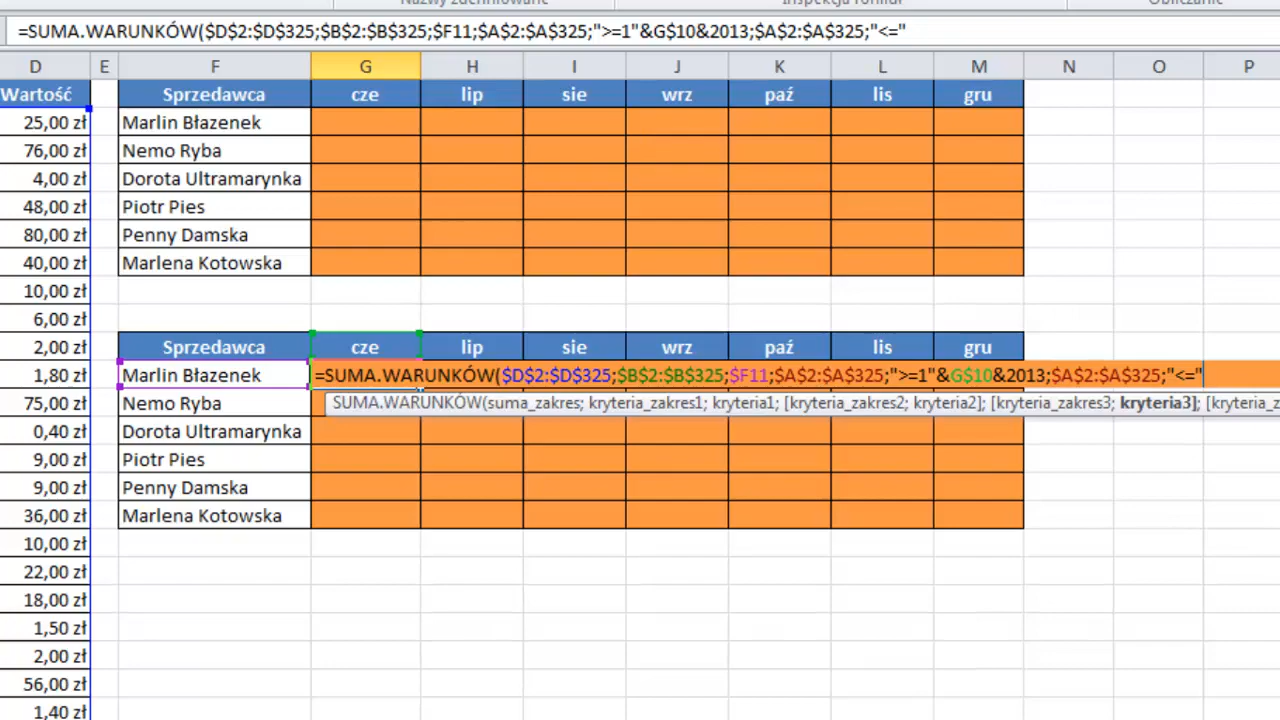 Nazwy zdefiniowane Inspekcja formuł Obliczanie
=SUMA.WARUNKÓW($D$2:$D$325;$B$2:$B$325;$F11;$A$2:$A$325;">=1"&G$10&2013;$A$2:$A$325;"<="
D E F G H I J K L M N O P
Wartość Sprzedawca cze lip sie wrz paź lis gru
25,00 zł Marlin Błazenek
76,00 zł Nemo Ryba
4,00 zł Dorota Ultramarynka
48,00 zł Piotr Pies
80,00 zł Penny Damska
40,00 zł Marlena Kotowska
10,00 zł
6,00 zł
2,00 zł Sprzedawca cze lip sie wrz paź lis gru
1,80 zł Marlin Błazenek =SUMA.WARUNKÓW($D$2:$D$325;$B$2:$B$325;$F11;$A$2:$A$325;">=1"&G$10&2013;$A$2:$A$325;"<="
75,00 zł Nemo Ryba SUMA.WARUNKÓW(suma_zakres; kryteria_zakres1; kryteria1; [kryteria_zakres2; kryteria2]; [kryteria_zakres3; kryteria3]; [kryteria_z
0,40 zł Dorota Ultramarynka
9,00 zł Piotr Pies
9,00 zł Penny Damska
36,00 zł Marlena Kotowska
10,00 zł
22,00 zł
18,00 zł
1,50 zł
2,00 zł
56,00 zł
1,40 zł